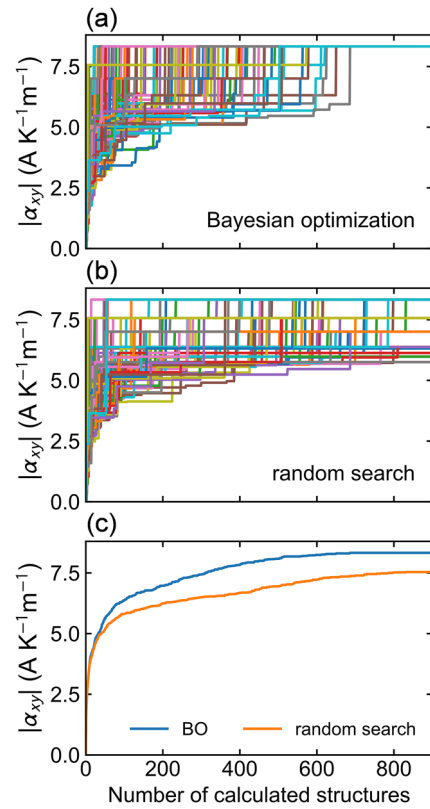 (a)
7.5
5.0
2.5
0.0
|αxy| (A K⁻¹m⁻¹)
Bayesian optimization
(b)
7.5
5.0
2.5
0.0
|αxy| (A K⁻¹m⁻¹)
random search
(c)
7.5
5.0
2.5
0.0
|αxy| (A K⁻¹m⁻¹)
BO random search
0 200 400 600 800
Number of calculated structures